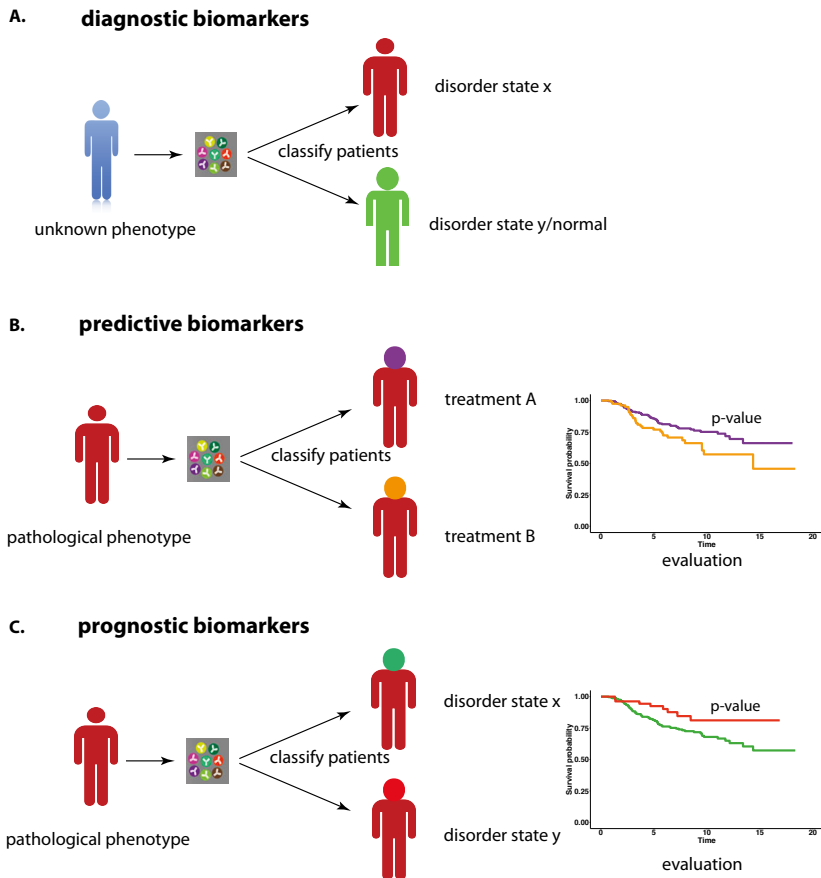 A. diagnostic biomarkers
disorder state x
classify patients
unknown phenotype
disorder state y/normal
B. predictive biomarkers
treatment A
classify patients
pathological phenotype
treatment B
1.00
0.75
0.50
0.25
0.00
Survival probability
p-value
0 5 10 15 20
Time
evaluation
C. prognostic biomarkers
disorder state x
classify patients
pathological phenotype
disorder state y
1.00
0.75
0.50
0.25
0.00
Survival probability
p-value
0 5 10 15 20
Time
evaluation